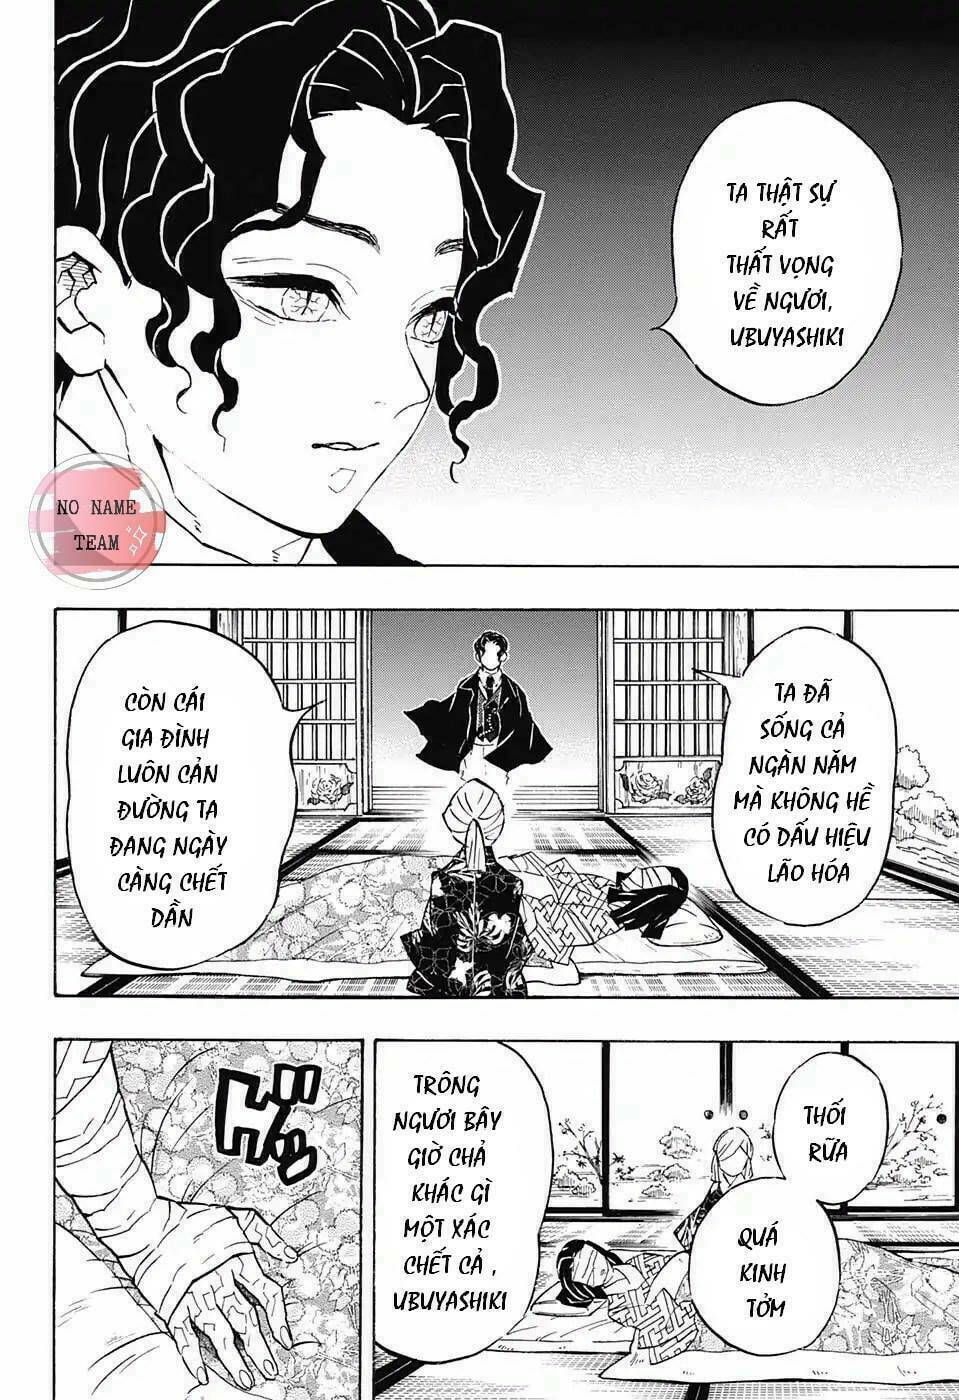 TA THẬT SỰ
RẤT
THẤT VỌNG
VỀ NGƯƠI,
UBUYASHIKI
NO NAME
TEAM
TA ĐÃ
SỐNG CẢ
NGÀN NĂM
MÀ KHÔNG HỀ
CÓ DẤU HIỆU
LÃO HÓA
CÒN CÁI
GIA ĐÌNH
LUÔN CẢN
ĐƯỜNG TA
ĐANG NGÀY
CÀNG CHẾT
DẦN
THỐI
RỮA
QUÁ
KINH
TỞM
TRÔNG
NGƯƠI BÂY
GIỜ CHẢ
KHÁC GÌ
MỘT XÁC
CHẾT CẢ ,
UBUYASHIKI
ドッ